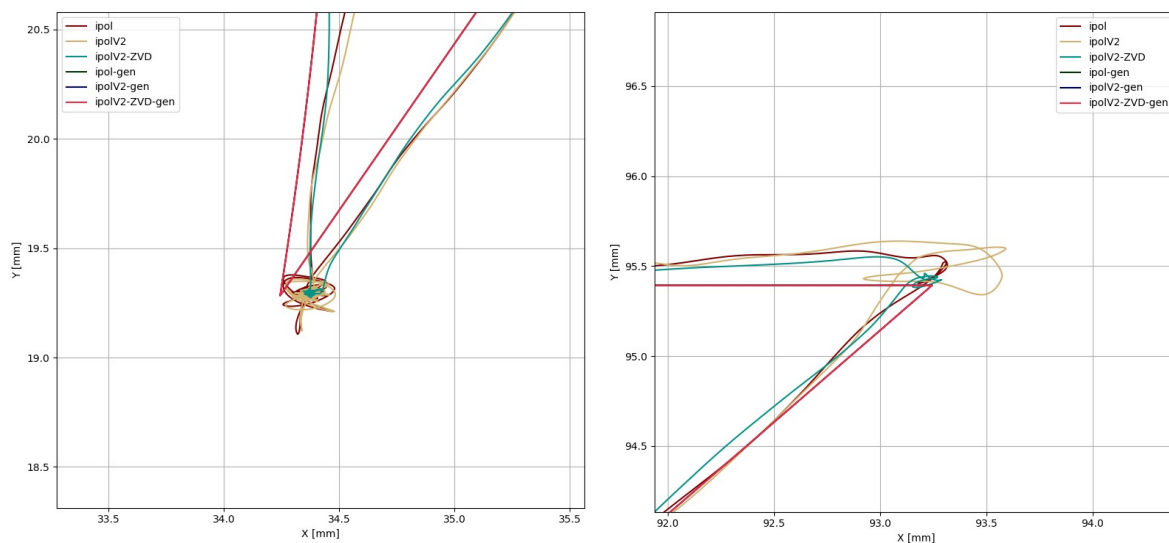 20.5
20.0
19.5
19.0
18.5
Y [mm]
33.5 34.0 34.5 35.0 35.5
X [mm]
ipol
ipolV2
ipolV2-ZVD
ipol-gen
ipolV2-gen
ipolV2-ZVD-gen
96.5
96.0
95.5
95.0
94.5
Y [mm]
92.0 92.5 93.0 93.5 94.0
X [mm]
ipol
ipolV2
ipolV2-ZVD
ipol-gen
ipolV2-gen
ipolV2-ZVD-gen